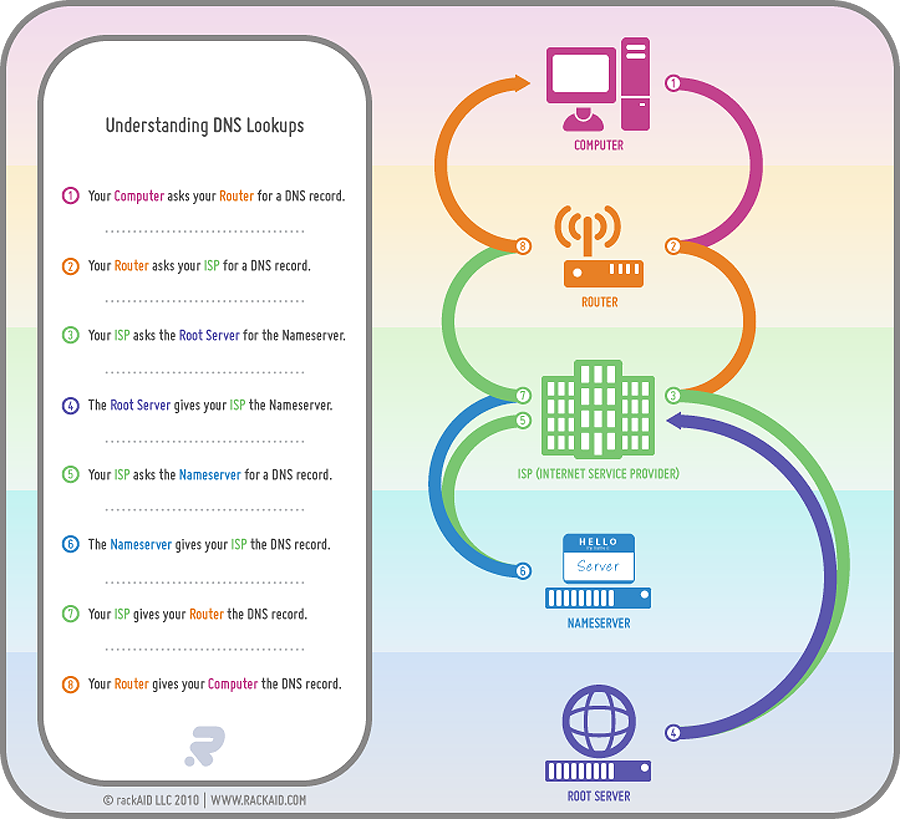 Understanding DNS Lookups
1 Your Computer asks your Router for a DNS record.
2 Your Router asks your ISP for a DNS record.
3 Your ISP asks the Root Server for the Nameserver.
4 The Root Server gives your ISP the Nameserver.
5 Your ISP asks the Nameserver for a DNS record.
6 The Nameserver gives your ISP the DNS record.
7 Your ISP gives your Router the DNS record.
8 Your Router gives your Computer the DNS record.
© rackAID LLC 2010 | WWW.RACKAID.COM
1
COMPUTER
8
2
ROUTER
7
3
5
ISP (INTERNET SERVICE PROVIDER)
HELLO
Server
6
NAMESERVER
4
ROOT SERVER